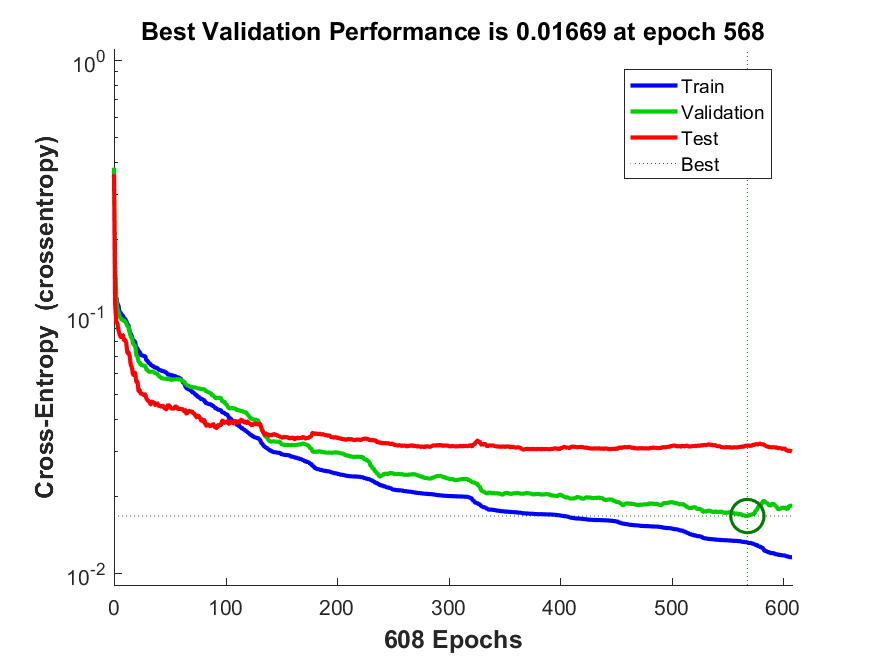 Best Validation Performance is 0.01669 at epoch 568
Cross-Entropy (crossentropy)
10^0
10^-1
10^-2
Train
Validation
Test
Best
0 100 200 300 400 500 600
608 Epochs